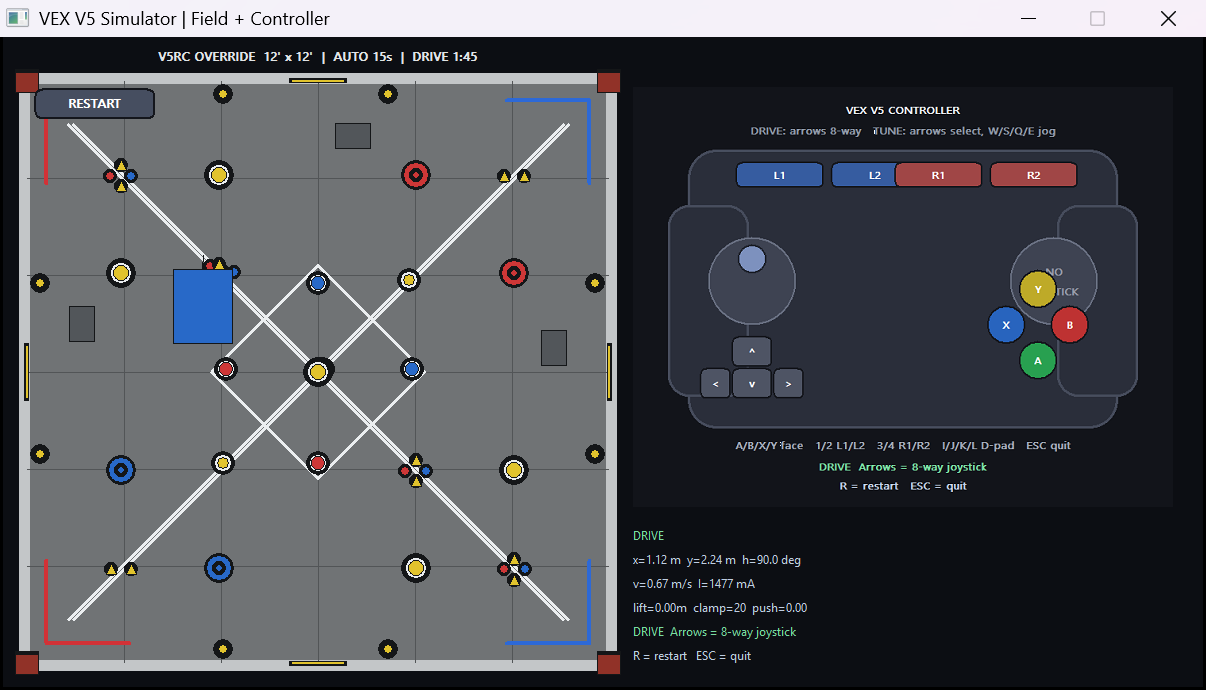 VEX V5 Simulator | Field + Controller
V5RC OVERRIDE 12' x 12' | AUTO 15s | DRIVE 1:45
RESTART
VEX V5 CONTROLLER
DRIVE: arrows 8-way TUNE: arrows select, W/S/Q/E jog
L1 L2 R1 R2
NO
STICK
Y
X B
A
^
< v >
A/B/X/Y face 1/2 L1/L2 3/4 R1/R2 I/J/K/L D-pad ESC quit
DRIVE Arrows = 8-way joystick
R = restart ESC = quit
DRIVE
x=1.12 m y=2.24 m h=90.0 deg
v=0.67 m/s I=1477 mA
lift=0.00m clamp=20 push=0.00
DRIVE Arrows = 8-way joystick
R = restart ESC = quit